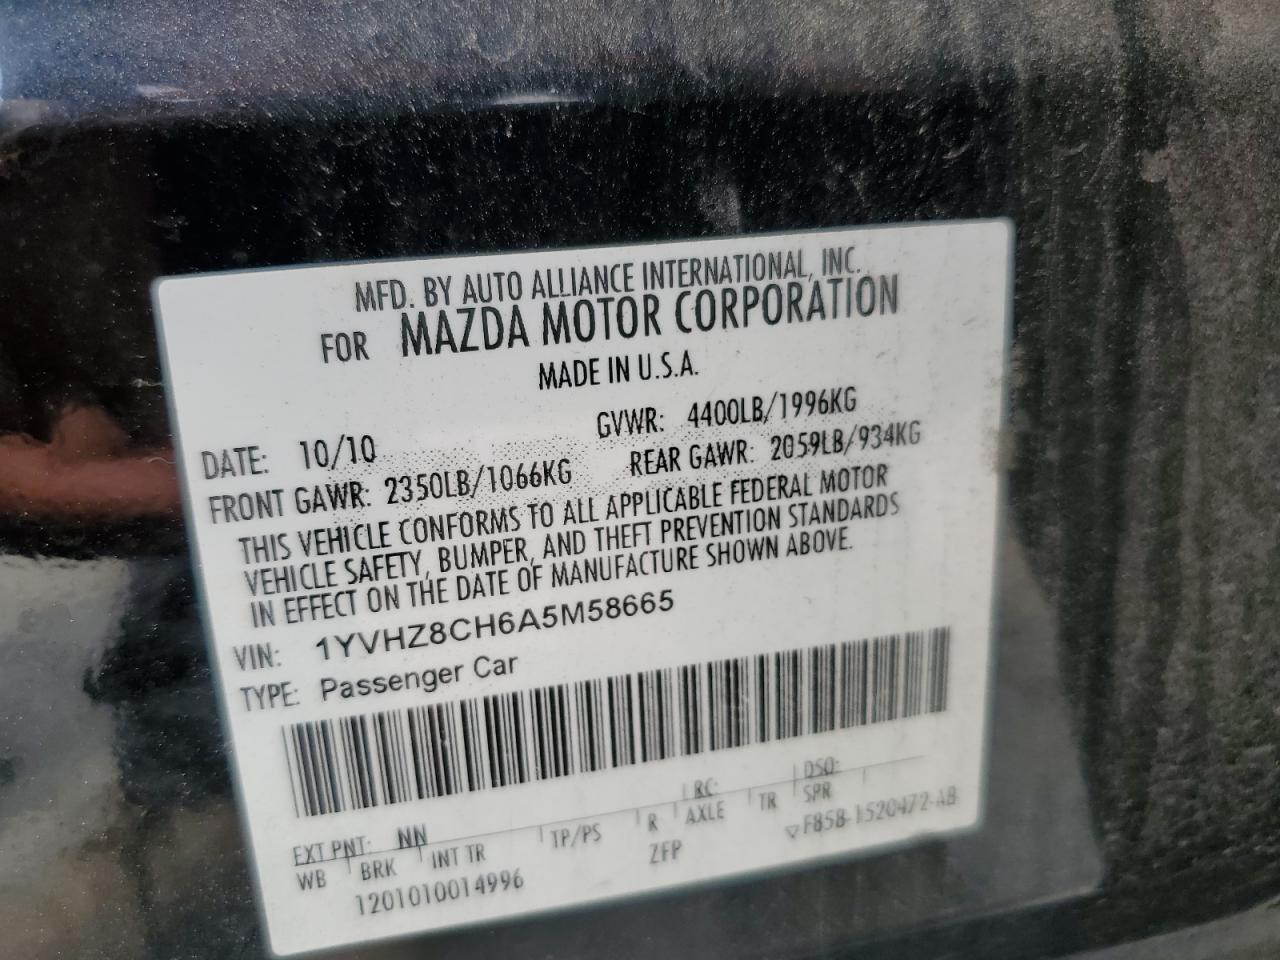 MFD. BY AUTO ALLIANCE INTERNATIONAL, INC.
FOR MAZDA MOTOR CORPORATION
MADE IN U.S.A.
DATE: 10/10 GVWR: 4400LB/1996KG
FRONT GAWR: 2350LB/1066KG REAR GAWR: 2059LB/934KG
THIS VEHICLE CONFORMS TO ALL APPLICABLE FEDERAL MOTOR
VEHICLE SAFETY, BUMPER, AND THEFT PREVENTION STANDARDS
IN EFFECT ON THE DATE OF MANUFACTURE SHOWN ABOVE.
VIN: 1YVHZ8CH6A5M58665
TYPE: Passenger Car
EXT PNT: NN RC: DSO:
WB BRK INT TR TP/PS R AXLE TR SPR
1201010014996 ZFP ▽F85B-1520472-AB